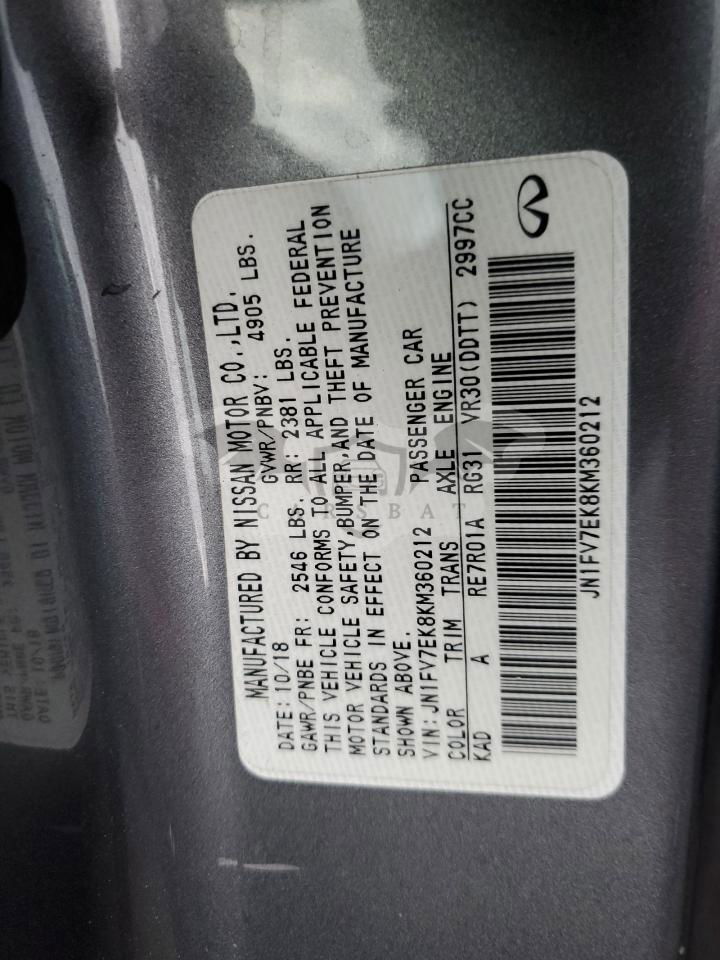 MANUFACTURED BY NISSAN MOTOR CO.,LTD.
DATE: 10/18 GVWR/PNBV: 4905 LBS.
GAWR/PNBE FR: 2546 LBS. RR: 2381 LBS.
THIS VEHICLE CONFORMS TO ALL APPLICABLE FEDERAL
MOTOR VEHICLE SAFETY,BUMPER,AND THEFT PREVENTION
STANDARDS IN EFFECT ON THE DATE OF MANUFACTURE
SHOWN ABOVE.
VIN:JN1FV7EK8KM360212 PASSENGER CAR
COLOR TRIM TRANS AXLE ENGINE
KAD A RE7R01A RG31 VR30(DDTT) 2997CC
JN1FV7EK8KM360212